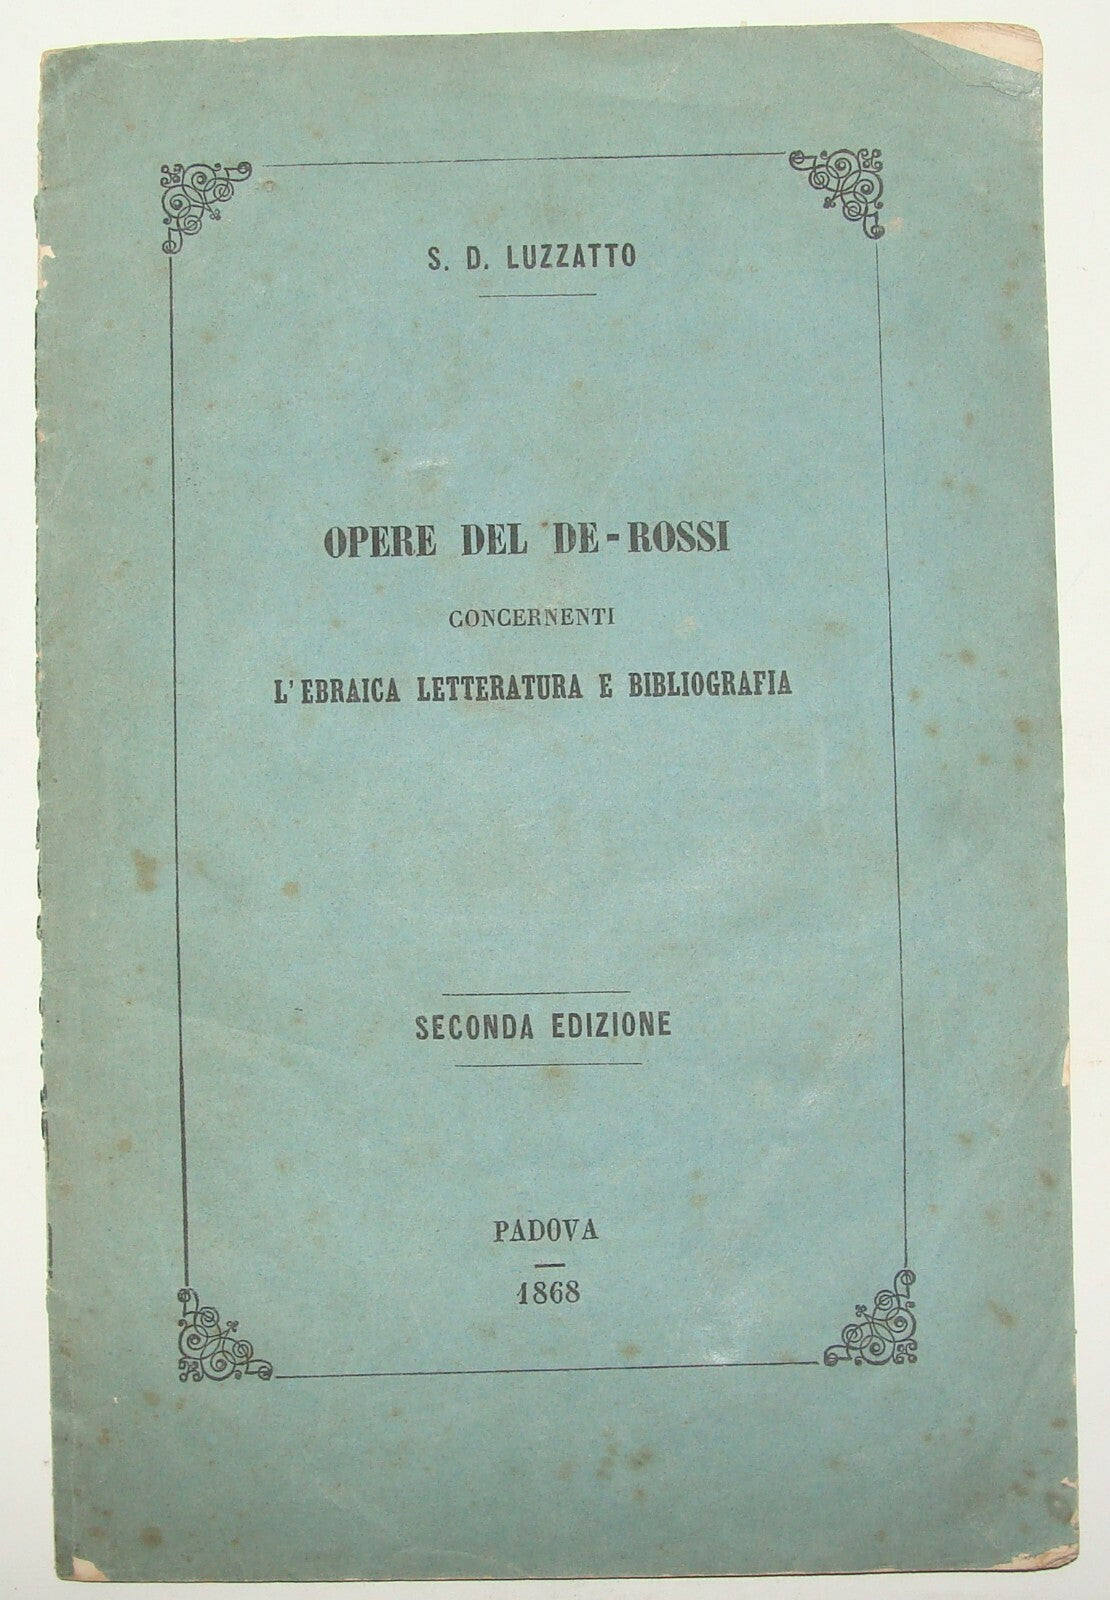 S. D. LUZZATTO
OPERE DEL DE-ROSSI
CONCERNENTI
L'EBRAICA LETTERATURA E BIBLIOGRAFIA
SECONDA EDIZIONE
PADOVA
1868